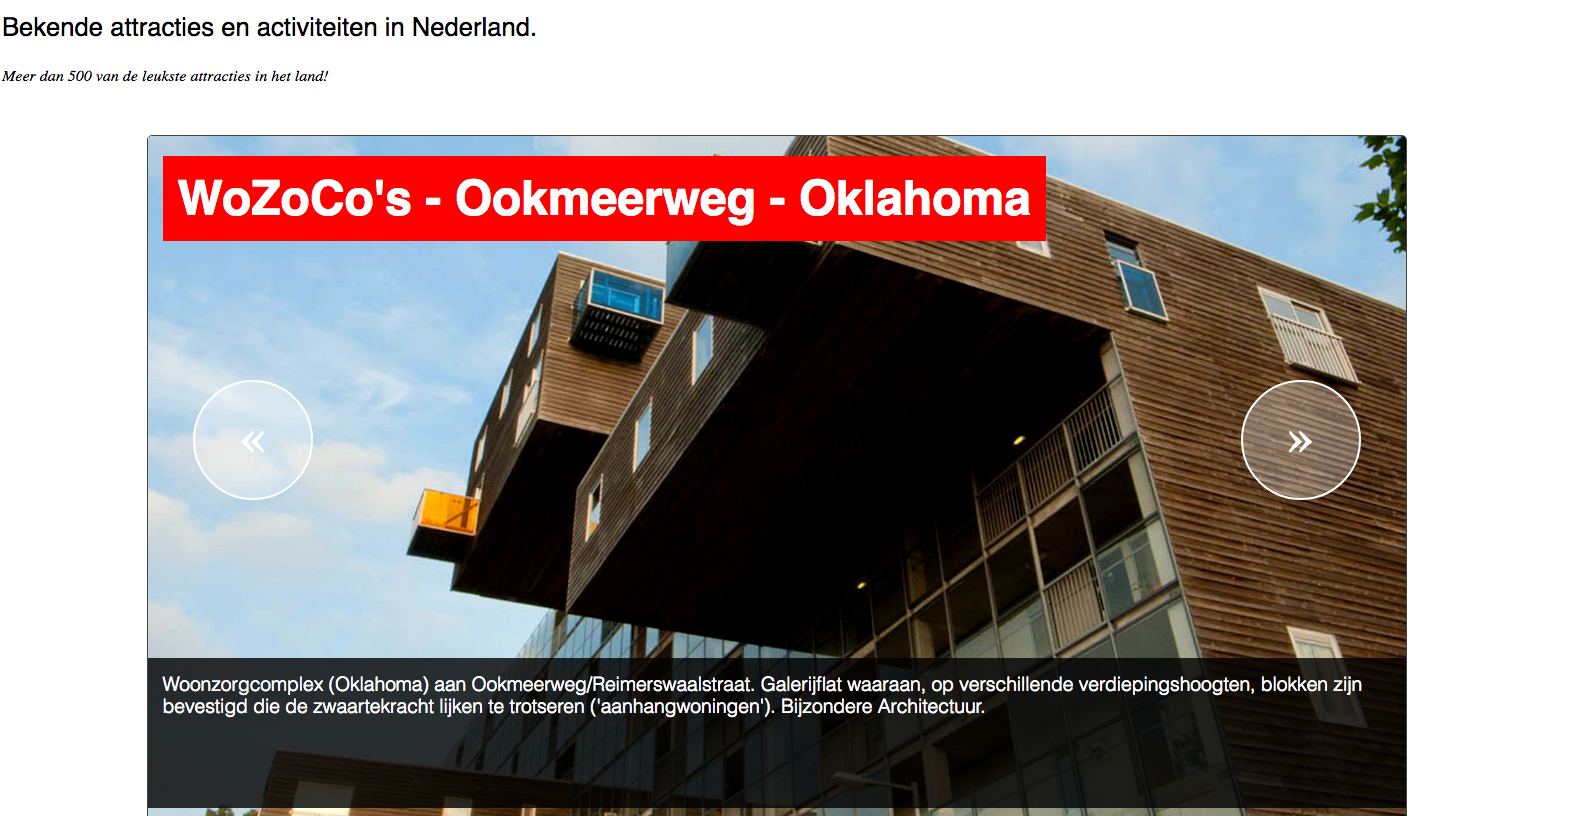 Bekende attracties en activiteiten in Nederland.
Meer dan 500 van de leukste attracties in het land!
WoZoCo's - Ookmeerweg - Oklahoma
«
»
Woonzorgcomplex (Oklahoma) aan Ookmeerweg/Reimerswaalstraat. Galerijflat waaraan, op verschillende verdiepingshoogten, blokken zijn
bevestigd die de zwaartekracht lijken te trotseren ('aanhangwoningen'). Bijzondere Architectuur.